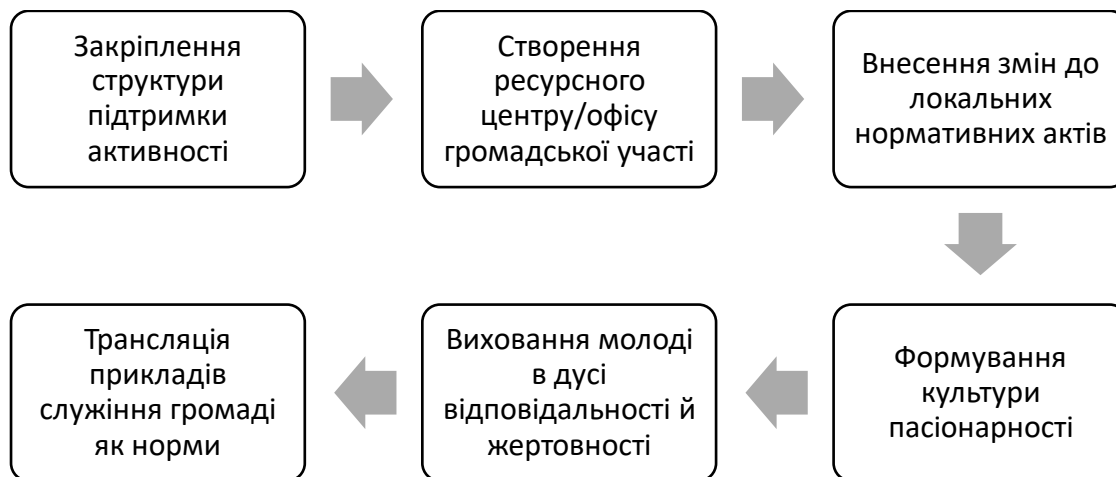 Закріплення
структури
підтримки
активності
Створення
ресурсного
центру/офісу
громадської участі
Внесення змін до
локальних
нормативних актів
Формування
культури
пасіонарності
Виховання молоді
в дусі
відповідальності й
жертовності
Трансляція
прикладів
служіння громаді
як норми